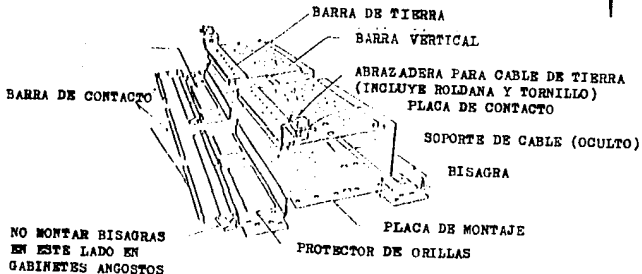 BARRA DE TIERRA
BARRA VERTICAL
ABRAZADERA PARA CABLE DE TIERRA
(INCLUYE ROLDANA Y TORNILLO)
PLACA DE CONTACTO
BARRA DE CONTACTO
SOPORTE DE CABLE (OCULTO)
BISAGRA
PLACA DE MONTAJE
PROTECTOR DE ORILLAS
NO MONTAR BISAGRAS
EN ESTE LADO EN
GABINETES ANGOSTOS